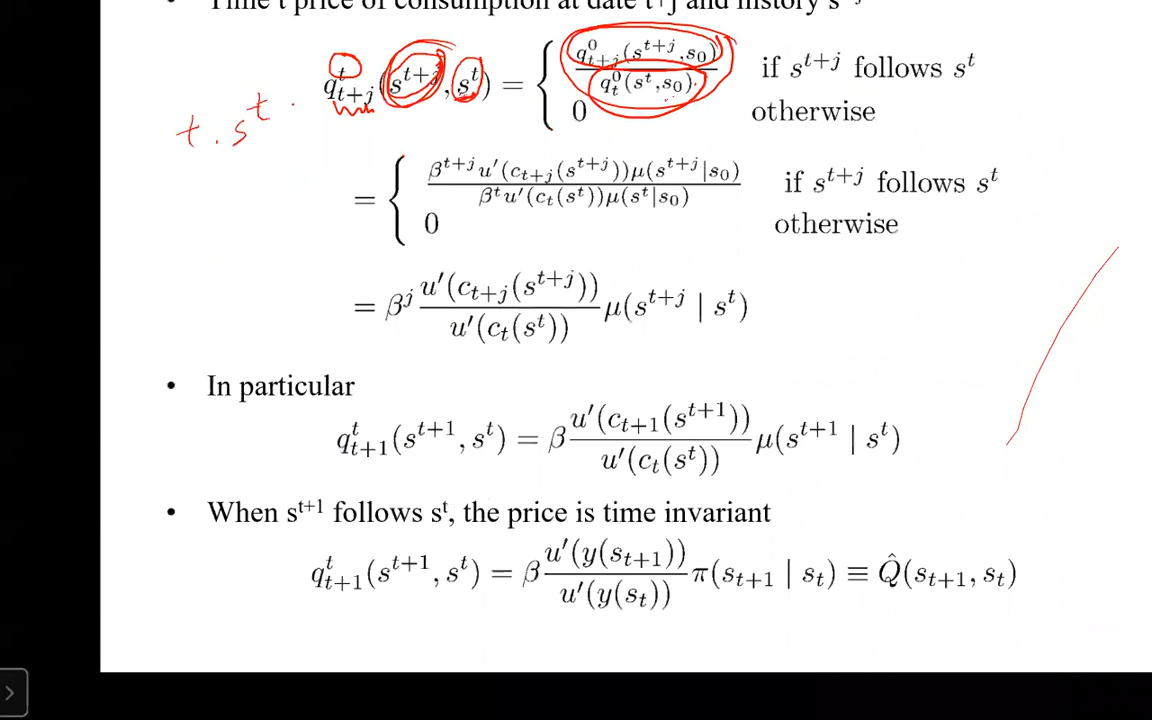 • Time t price of consumption at date t+j and history s^{t+j}
q^t_{t+j}(s^{t+j}, s^t) = { q^0_{t+j}(s^{t+j}, s_0) / q^0_t(s^t, s_0) if s^{t+j} follows s^t
0 otherwise
t . s^t .
= { β^{t+j} u′(c_{t+j}(s^{t+j})) μ(s^{t+j}|s_0) / β^t u′(c_t(s^t)) μ(s^t|s_0) if s^{t+j} follows s^t
0 otherwise
= β^j u′(c_{t+j}(s^{t+j})) / u′(c_t(s^t)) μ(s^{t+j} | s^t)
• In particular
q^t_{t+1}(s^{t+1}, s^t) = β u′(c_{t+1}(s^{t+1})) / u′(c_t(s^t)) μ(s^{t+1} | s^t)
• When s^{t+1} follows s^t, the price is time invariant
q^t_{t+1}(s^{t+1}, s^t) = β u′(y(s_{t+1})) / u′(y(s_t)) π(s_{t+1} | s_t) ≡ Q̂(s_{t+1}, s_t)